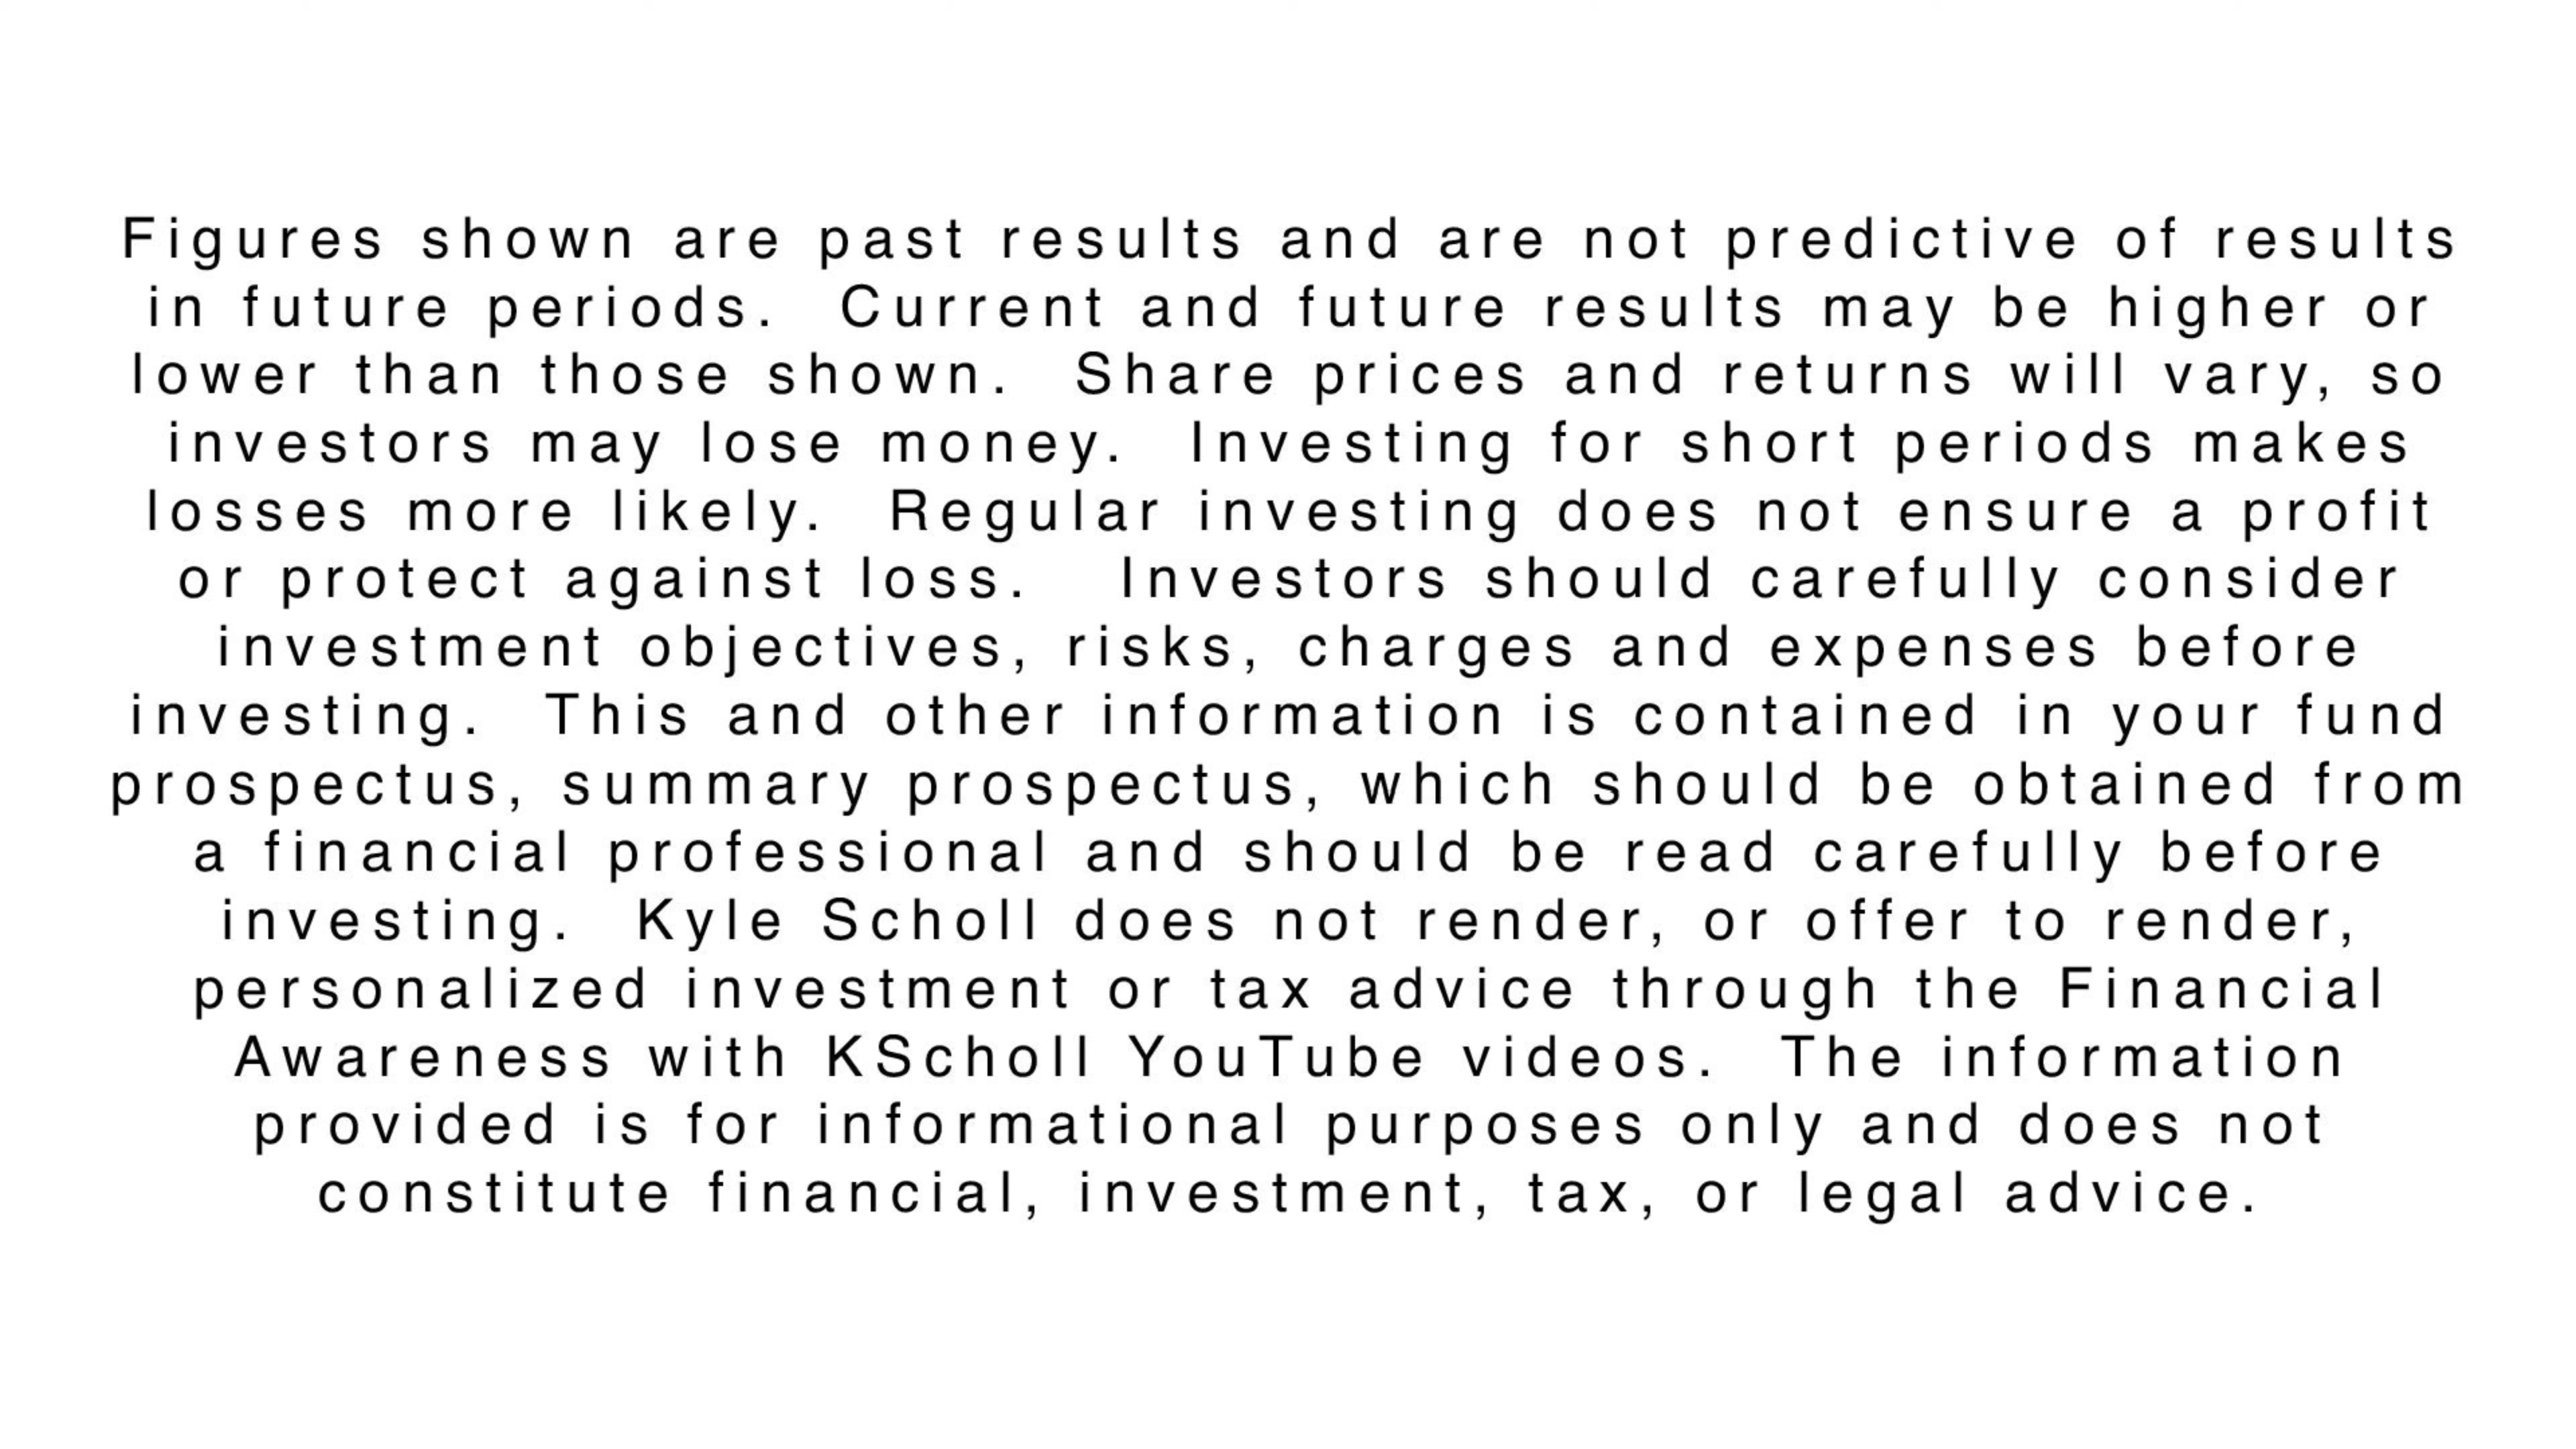 Figures shown are past results and are not predictive of results
in future periods.  Current and future results may be higher or
lower than those shown.  Share prices and returns will vary, so
investors may lose money.  Investing for short periods makes
losses more likely.  Regular investing does not ensure a profit
or protect against loss.   Investors should carefully consider
investment objectives, risks, charges and expenses before
investing.  This and other information is contained in your fund
prospectus, summary prospectus, which should be obtained from
a financial professional and should be read carefully before
investing.  Kyle Scholl does not render, or offer to render,
personalized investment or tax advice through the Financial
Awareness with KScholl YouTube videos.  The information
provided is for informational purposes only and does not
constitute financial, investment, tax, or legal advice.